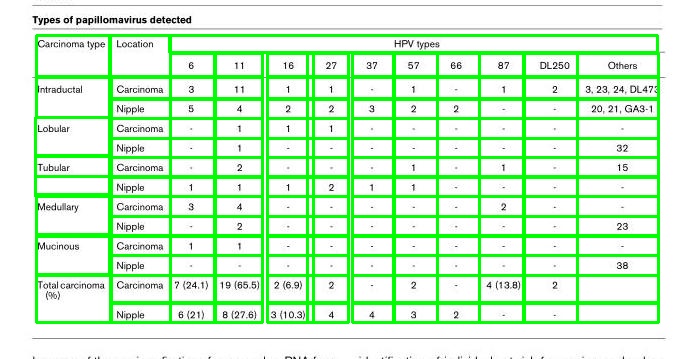 Types of papillomavirus detected
Carcinoma type Location HPV types
6 11 16 27 37 57 66 87 DL250 Others
Intraductal Carcinoma 3 11 1 1 - 1 - 1 2 3, 23, 24, DL473
Nipple 5 4 2 2 3 2 2 - - 20, 21, GA3-1
Lobular Carcinoma - 1 1 1 - - - - - -
Nipple - 1 - - - - - - - 32
Tubular Carcinoma - 2 - - - 1 - 1 - 15
Nipple 1 1 1 2 1 1 - - - -
Medullary Carcinoma 3 4 - - - - - 2 - -
Nipple - 2 - - - - - - - 23
Mucinous Carcinoma 1 1 - - - - - - - -
Nipple - - - - - - - - - 38
Total carcinoma Carcinoma 7 (24.1) 19 (65.5) 2 (6.9) 2 - 2 - 4 (13.8) 2
(%)
Nipple 6 (21) 8 (27.6) 3 (10.3) 4 4 3 2 - -